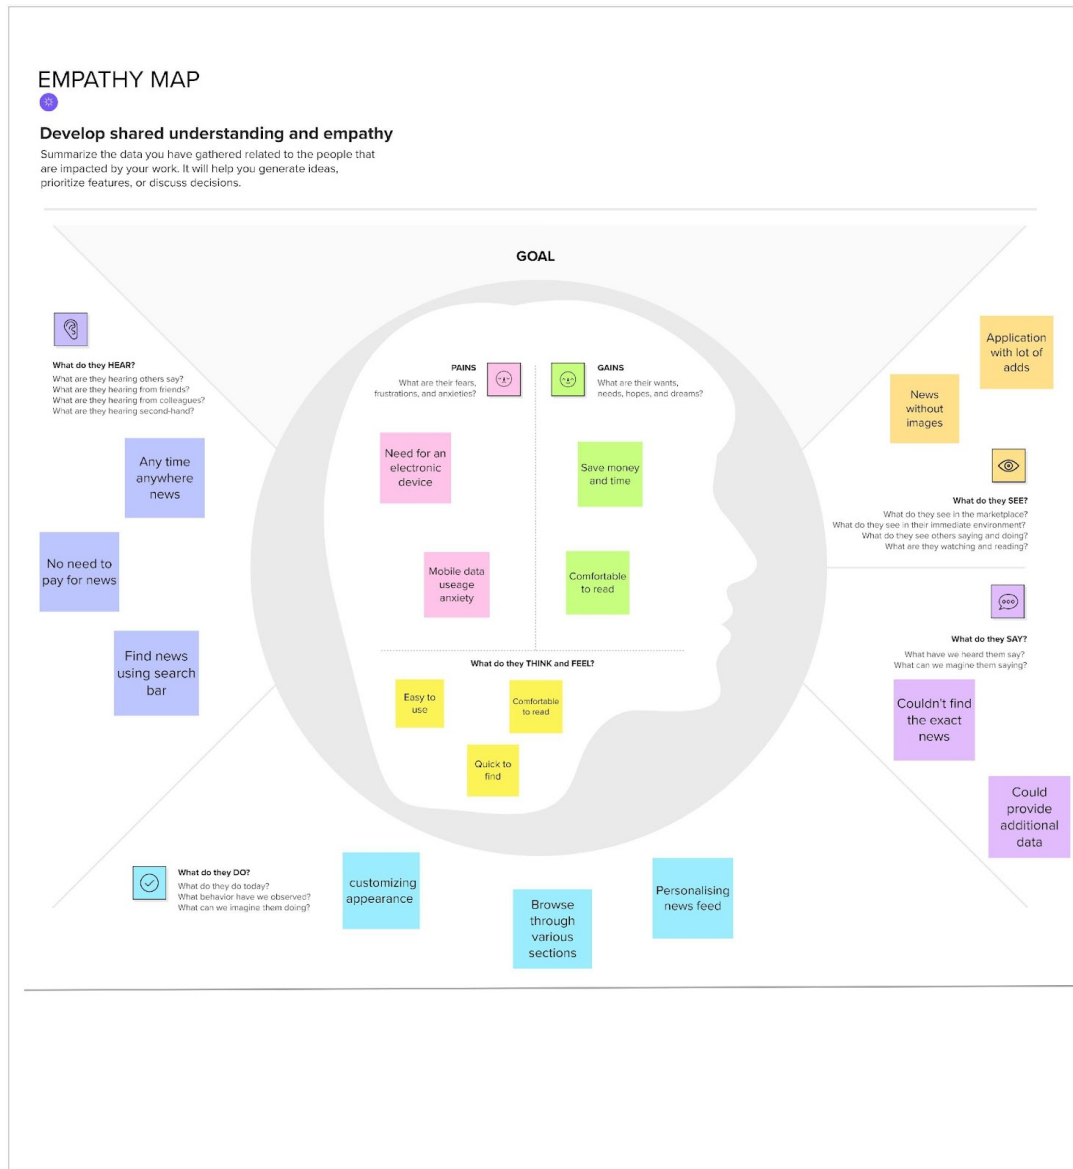 EMPATHY MAP
Develop shared understanding and empathy
Summarize the data you have gathered related to the people that
are impacted by your work. It will help you generate ideas,
prioritize features, or discuss decisions.
GOAL
What do they HEAR?
What are they hearing others say?
What are they hearing from friends?
What are they hearing from colleagues?
What are they hearing second-hand?
Any time
anywhere
news
No need to
pay for news
Find news
using search
bar
PAINS
What are their fears,
frustrations, and anxieties?
Need for an
electronic
device
Mobile data
useage
anxiety
GAINS
What are their wants,
needs, hopes, and dreams?
Save money
and time
Comfortable
to read
What do they THINK and FEEL?
Easy to
use
Comfortable
to read
Quick to
find
Application
with lot of
adds
News
without
images
What do they SEE?
What do they see in the marketplace?
What do they see in their immediate environment?
What do they see others saying and doing?
What are they watching and reading?
What do they SAY?
What have we heard them say?
What can we magine them saying?
Couldn't find
the exact
news
Could
provide
additional
data
What do they DO?
What do they do today?
What behavior have we observed?
What can we imagine them doing?
customizing
appearance
Browse
through
various
sections
Personalising
news feed